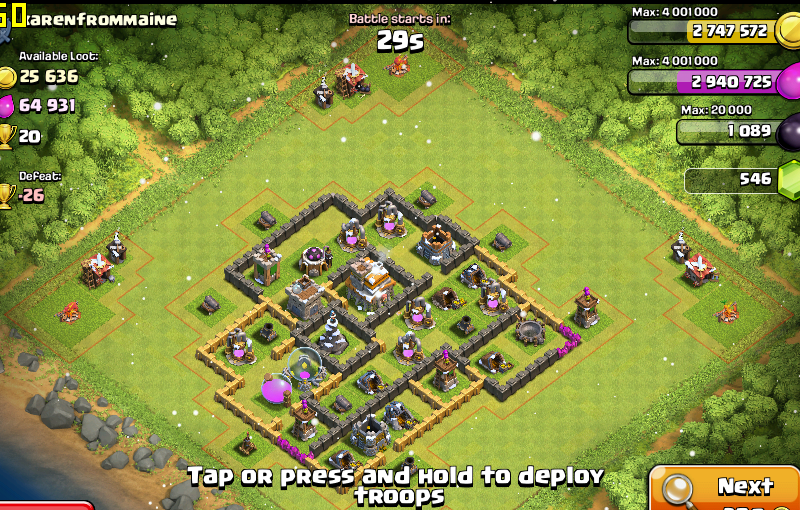 60
karenfrommaine
Available Loot:
25 636
64 931
20
Defeat:
-26
Battle starts in:
29s
Max: 4 001 000
2 747 572
Max: 4 001 000
2 940 725
Max: 20 000
1 089
546
Tap or press and hold to deploy
troops
Next